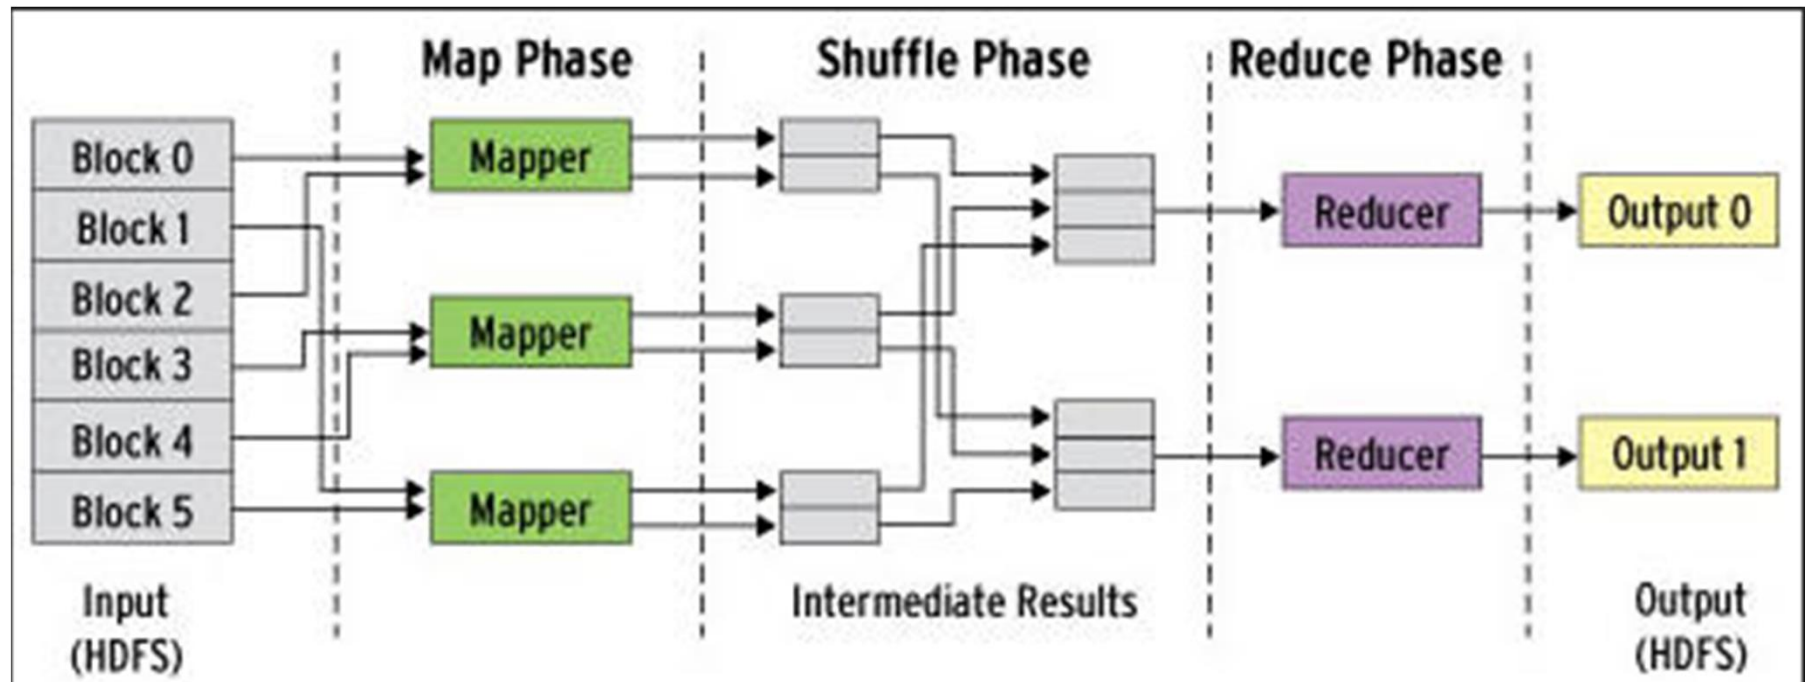 Map Phase
Shuffle Phase
Reduce Phase
Block 0
Block 1
Block 2
Block 3
Block 4
Block 5
Input
(HDFS)
Mapper
Mapper
Mapper
Intermediate Results
Reducer
Reducer
Output 0
Output 1
Output
(HDFS)